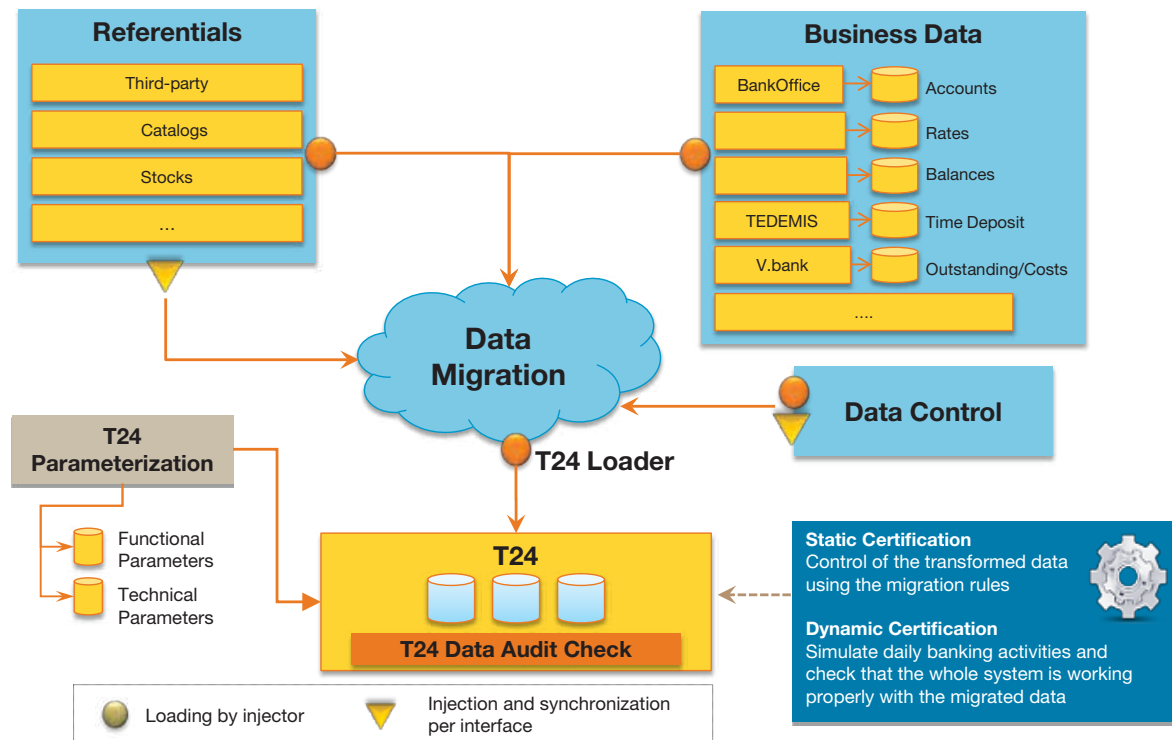 Referentials
Third-party
Catalogs
Stocks
...
Business Data
BankOffice
Accounts
Rates
Balances
TEDEMIS
Time Deposit
V.bank
Outstanding/Costs
....
Data
Migration
Data Control
T24
Parameterization
T24 Loader
Functional
Parameters
Technical
Parameters
T24
T24 Data Audit Check
Static Certification
Control of the transformed data
using the migration rules
Dynamic Certification
Simulate daily banking activities and
check that the whole system is working
properly with the migrated data
Loading by injector
Injection and synchronization
per interface